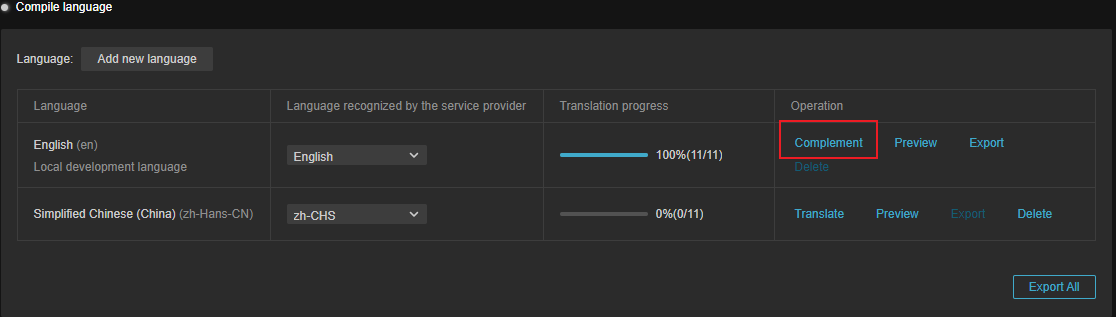 Compile language
Language: Add new language
Language Language recognized by the service provider Translation progress Operation
English (en) English 100%(11/11) Complement Preview Export
Local development language Delete
Simplified Chinese (China) (zh-Hans-CN) zh-CHS 0%(0/11) Translate Preview Export Delete
Export All